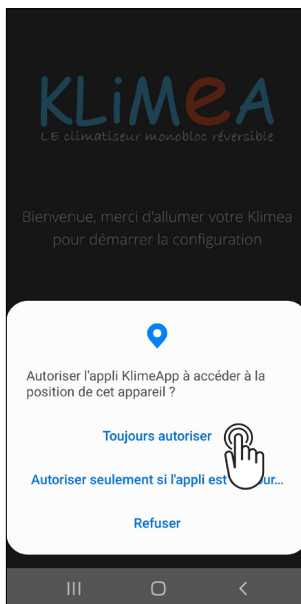 KLiMeA
LE climatiseur monobloc réversible
Bienvenue, merci d'allumer votre Klimea
pour démarrer la configuration
Autoriser l'appli KlimeApp à accéder à la
position de cet appareil ?
Toujours autoriser
Autoriser seulement si l'appli est
Refuser